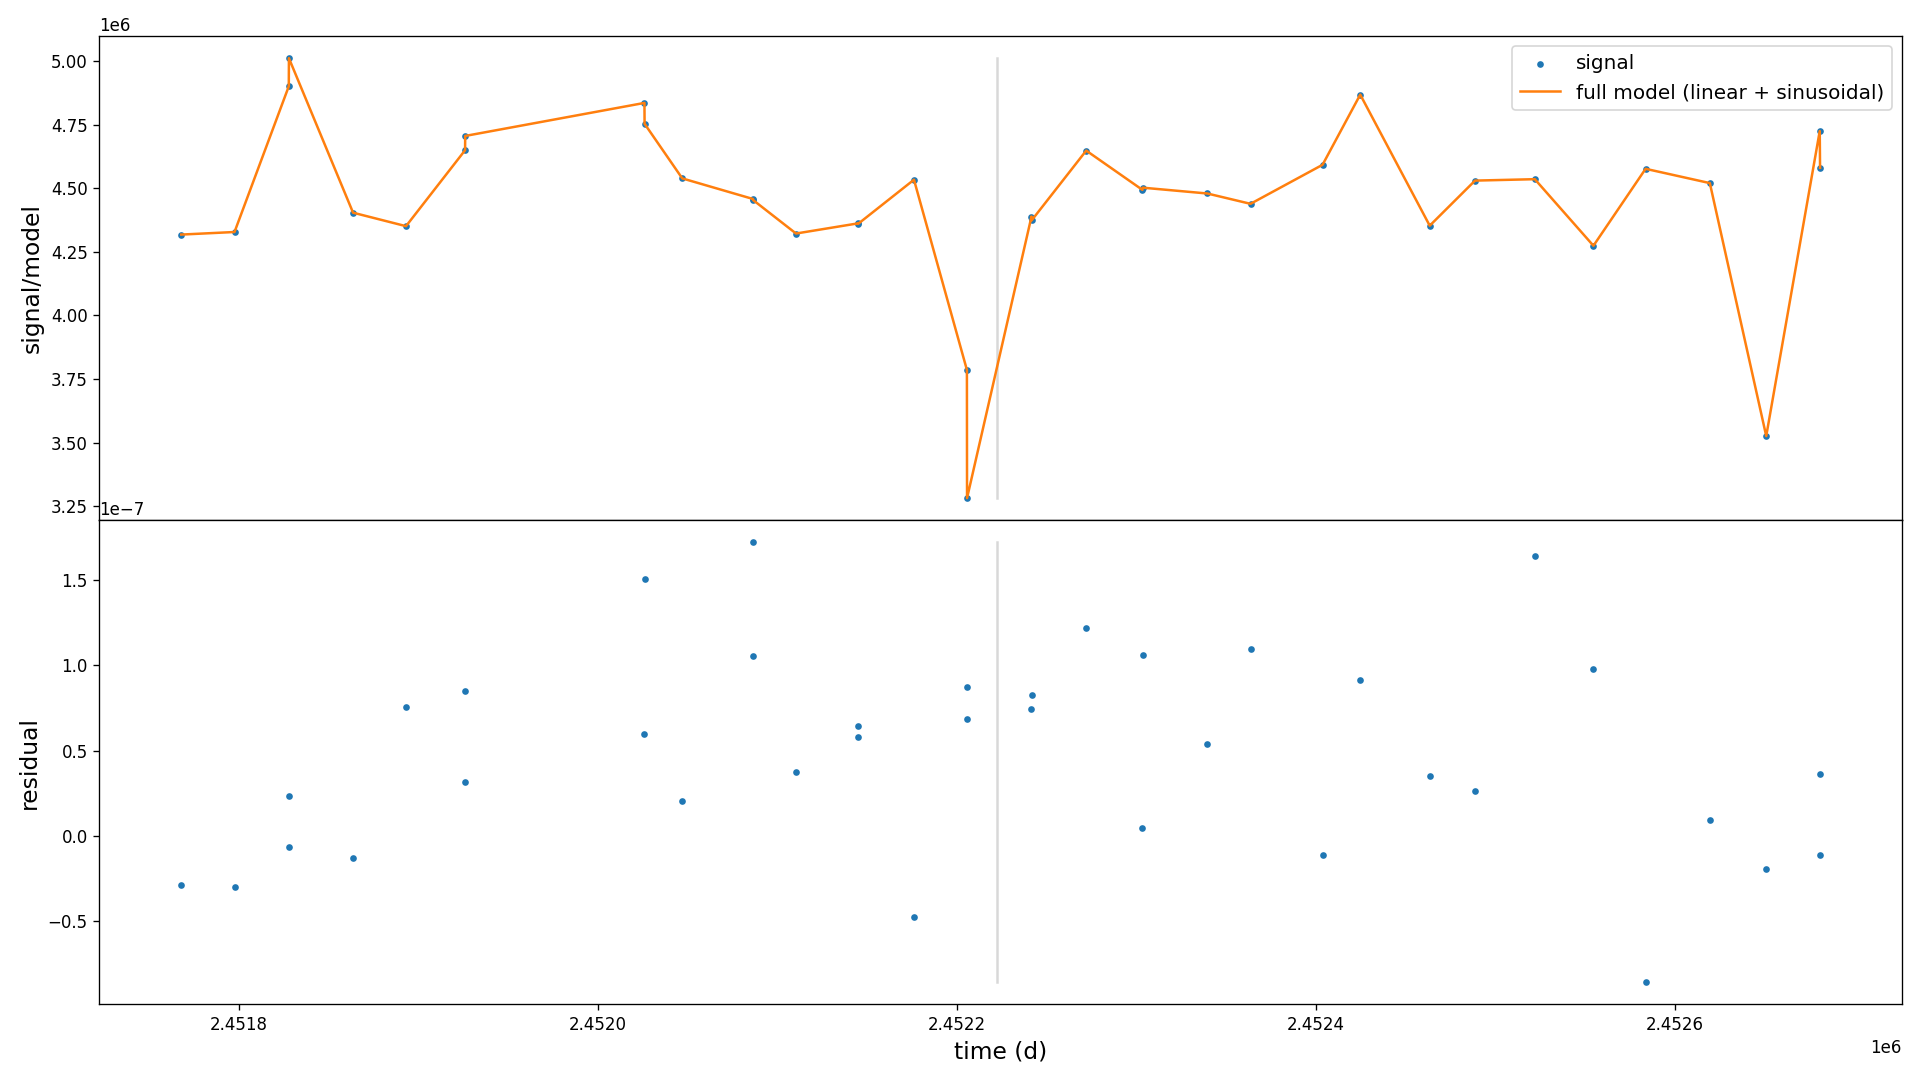 1e6
5.00
4.75
4.50
4.25
4.00
3.75
3.50
3.25
signal/model
signal
full model (linear + sinusoidal)
1e−7
1.5
1.0
0.5
0.0
−0.5
residual
2.4518
2.4520
2.4522
2.4524
2.4526
time (d)
1e6